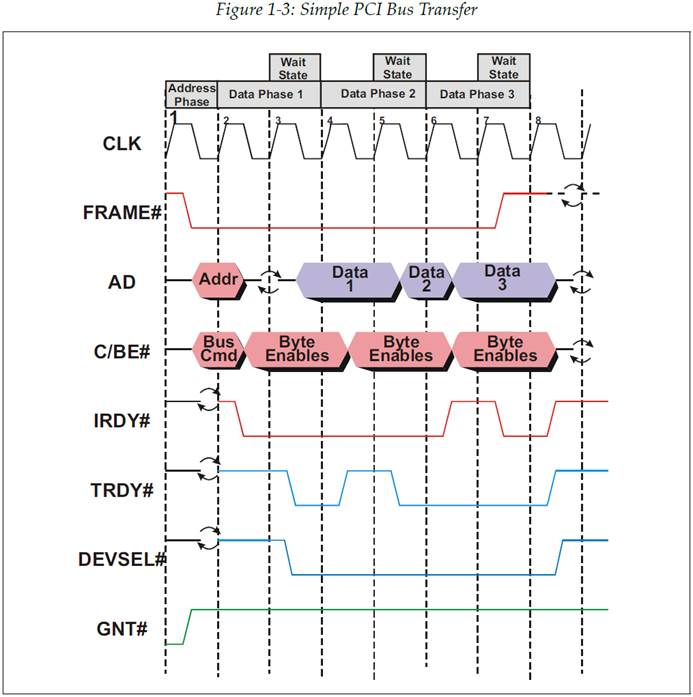 Figure 1-3: Simple PCI Bus Transfer
Wait
State
Wait
State
Wait
State
Address
Phase
Data Phase 1
Data Phase 2
Data Phase 3
CLK
1
2
3
4
5
6
7
8
FRAME#
AD
Addr
Data
1
Data
2
Data
3
C/BE#
Bus
Cmd
Byte
Enables
Byte
Enables
Byte
Enables
IRDY#
TRDY#
DEVSEL#
GNT#